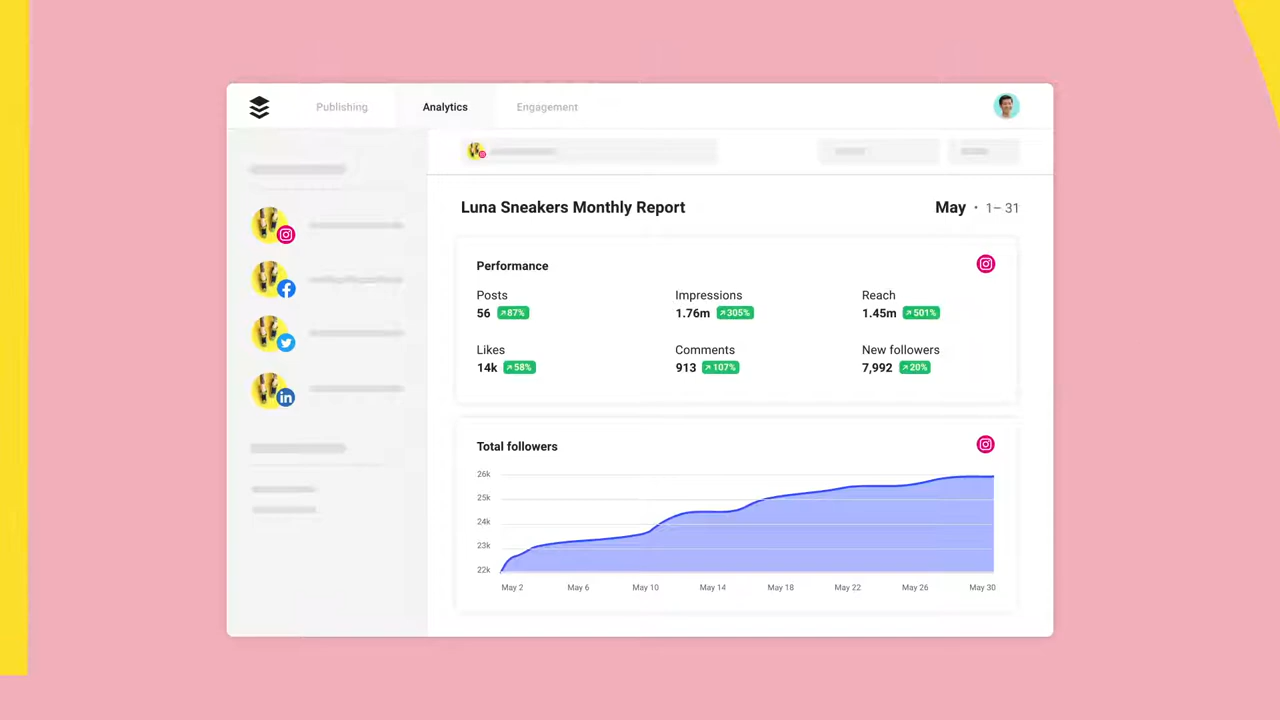 Publishing Analytics Engagement
Luna Sneakers Monthly Report May • 1– 31
Performance
Posts Impressions Reach
56 ↗87% 1.76m ↗305% 1.45m ↗501%
Likes Comments New followers
14k ↗58% 913 ↗107% 7,992 ↗20%
Total followers
26k
25k
24k
23k
22k
May 2 May 6 May 10 May 14 May 18 May 22 May 26 May 30